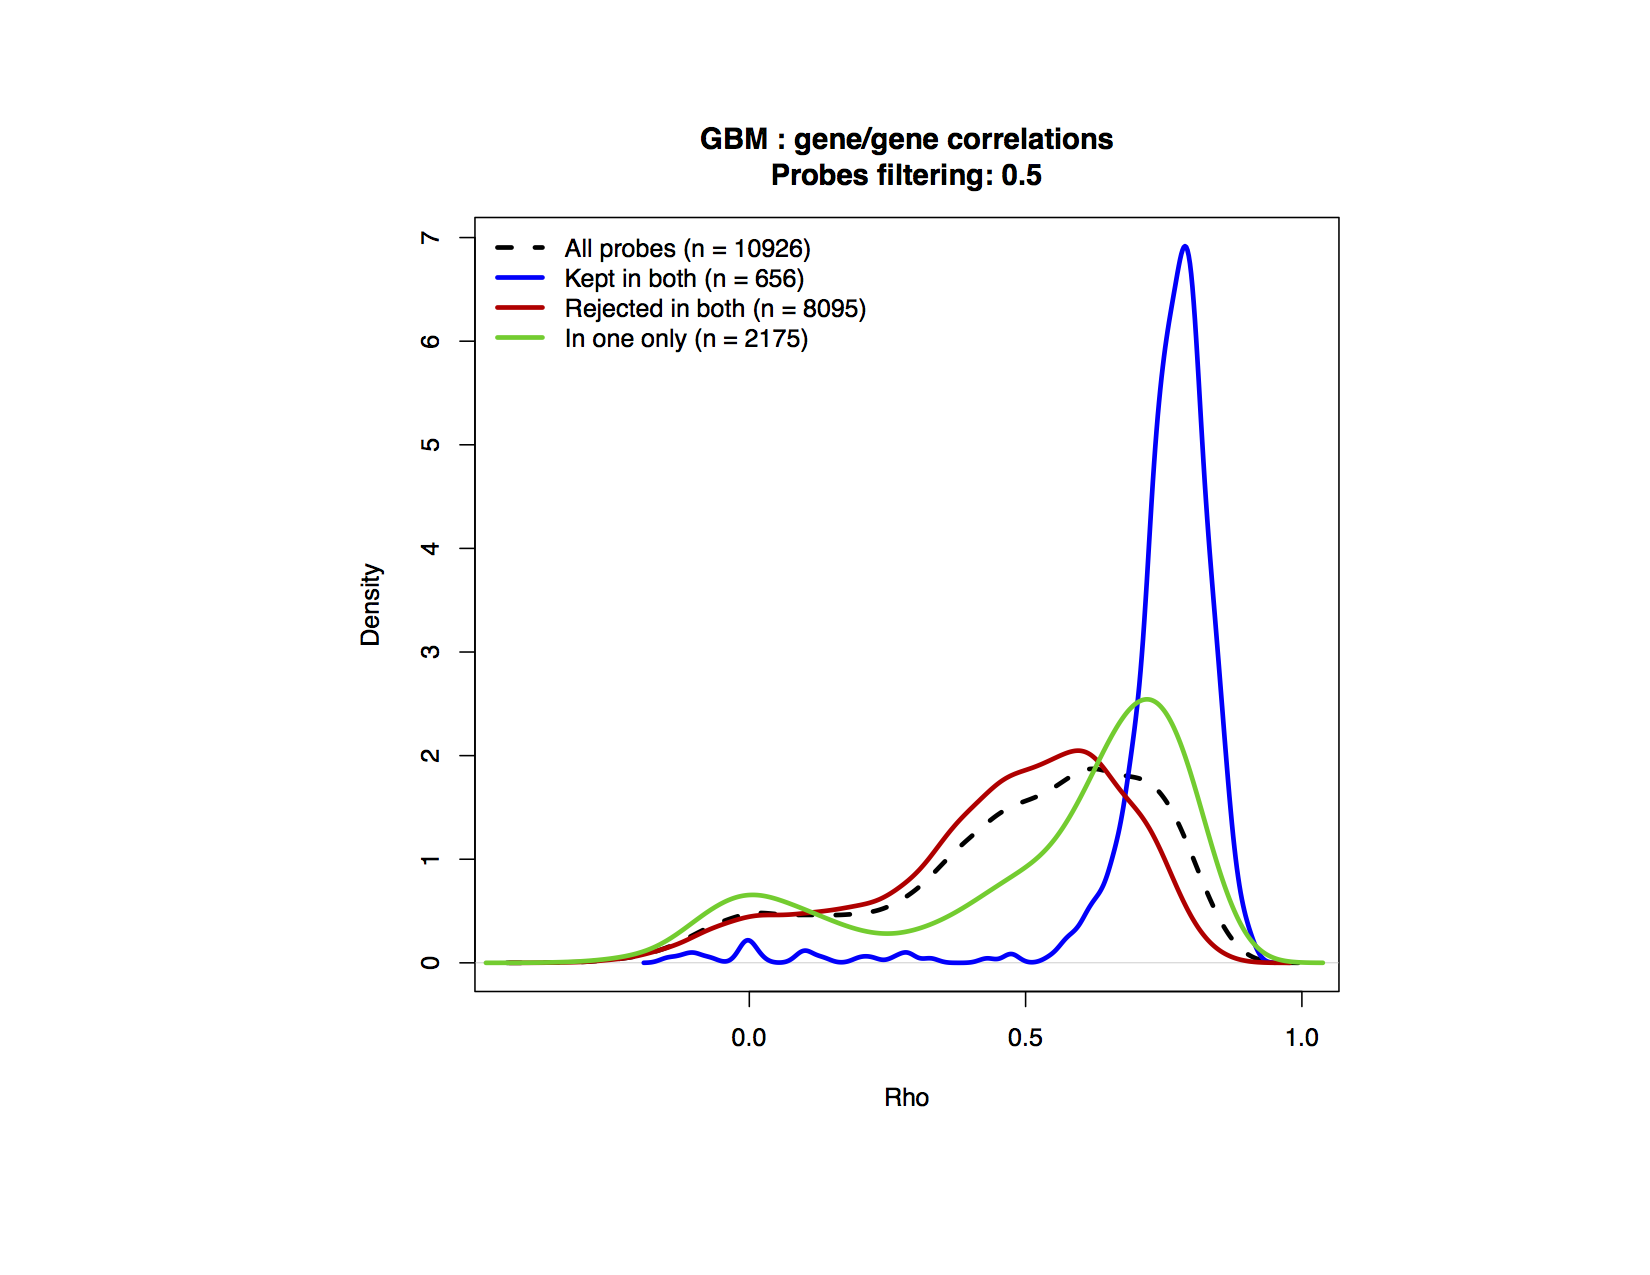 GBM : gene/gene correlations
Probes filtering: 0.5
All probes (n = 10926)
Kept in both (n = 656)
Rejected in both (n = 8095)
In one only (n = 2175)
7
6
5
4
3
2
1
0
Density
0.0 0.5 1.0
Rho